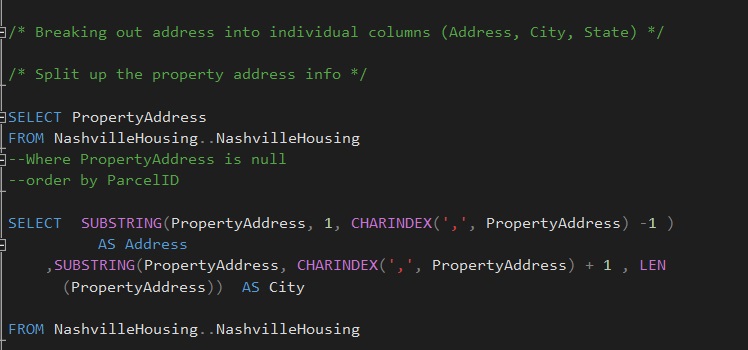 /* Breaking out address into individual columns (Address, City, State) */
/* Split up the property address info */
SELECT PropertyAddress
FROM NashvilleHousing..NashvilleHousing
--Where PropertyAddress is null
--order by ParcelID
SELECT  SUBSTRING(PropertyAddress, 1, CHARINDEX(',', PropertyAddress) -1 )
AS Address
,SUBSTRING(PropertyAddress, CHARINDEX(',', PropertyAddress) + 1 , LEN
(PropertyAddress))  AS City
FROM NashvilleHousing..NashvilleHousing